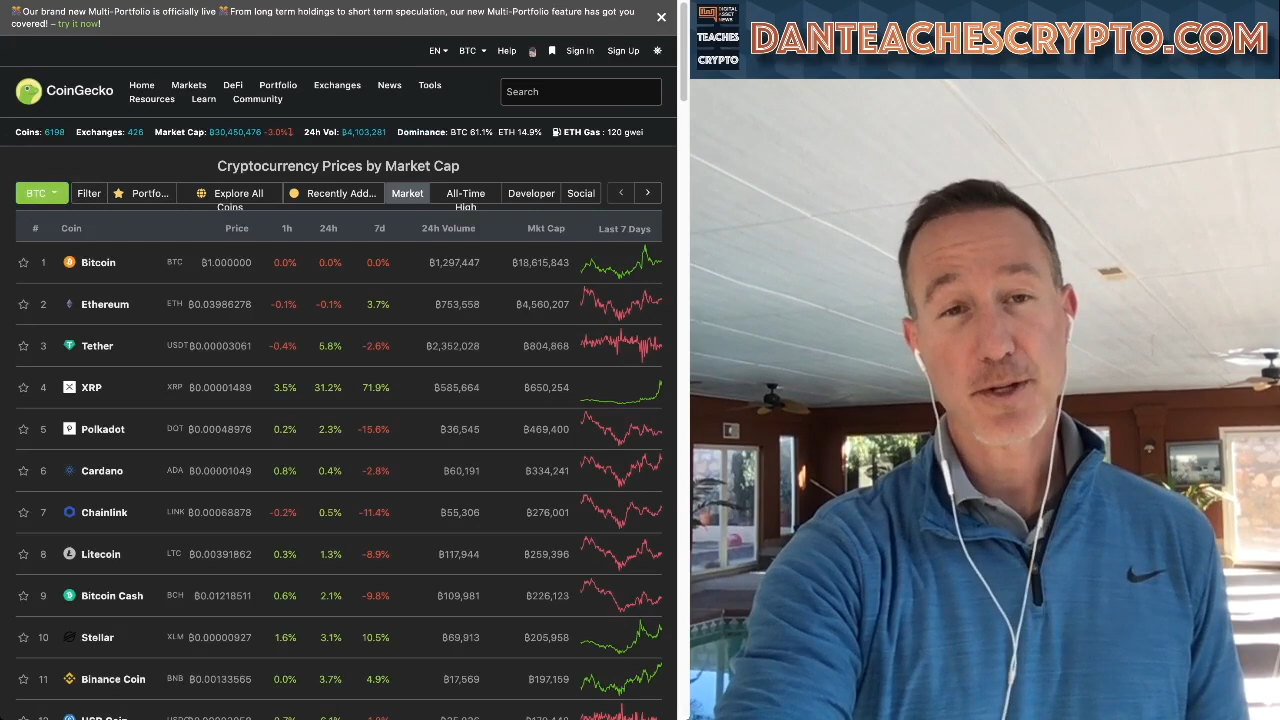 Our brand new Multi-Portfolio is officially live From long term holdings to short term speculation, our new Multi-Portfolio feature has got you
covered! – try it now!
EN BTC Help Sign In Sign Up
CoinGecko
Home Markets DeFi Portfolio Exchanges News Tools
Resources Learn Community
Search
Coins: 6198 Exchanges: 426 Market Cap: ₿30,450,476 -3.0% 24h Vol: ₿4,103,281 Dominance: BTC 61.1% ETH 14.9% ETH Gas : 120 gwei
Cryptocurrency Prices by Market Cap
BTC Filter Portfo... Explore All Coins Recently Add... Market All-Time High Developer Social
# Coin Price 1h 24h 7d 24h Volume Mkt Cap Last 7 Days
1 Bitcoin BTC ₿1.000000 0.0% 0.0% 0.0% ₿1,297,447 ₿18,615,843
2 Ethereum ETH ₿0.03986278 -0.1% -0.1% 3.7% ₿753,558 ₿4,560,207
3 Tether USDT ₿0.00003061 -0.4% 5.8% -2.6% ₿2,352,028 ₿804,868
4 XRP XRP ₿0.00001489 3.5% 31.2% 71.9% ₿585,664 ₿650,254
5 Polkadot DOT ₿0.00048976 0.2% 2.3% -15.6% ₿36,545 ₿469,400
6 Cardano ADA ₿0.00001049 0.8% 0.4% -2.8% ₿60,191 ₿334,241
7 Chainlink LINK ₿0.00068878 -0.2% 0.5% -11.4% ₿55,306 ₿276,001
8 Litecoin LTC ₿0.00391862 0.3% 1.3% -8.9% ₿117,944 ₿259,396
9 Bitcoin Cash BCH ₿0.01218511 0.6% 2.1% -9.8% ₿109,981 ₿226,123
10 Stellar XLM ₿0.00000927 1.6% 3.1% 10.5% ₿69,913 ₿205,958
11 Binance Coin BNB ₿0.00133565 0.0% 3.7% 4.9% ₿17,569 ₿197,159
DIGITAL
ASSET
NEWS
TEACHES
CRYPTO
DANTEACHESCRYPTO.COM